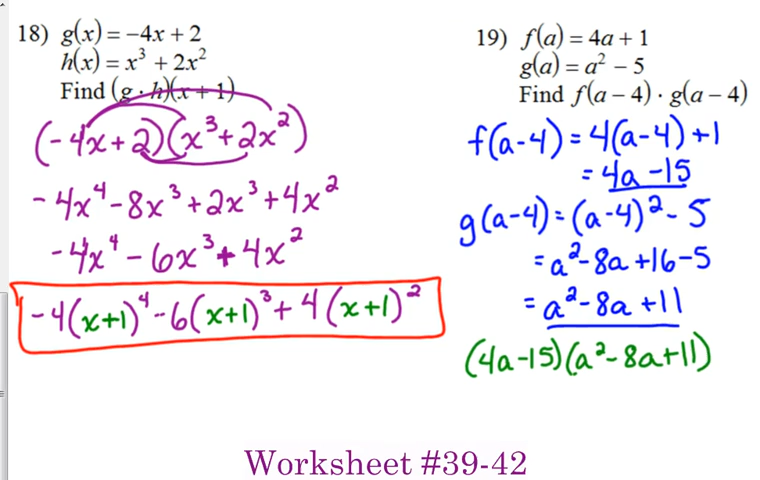 18) g(x) = −4x + 2
h(x) = x³ + 2x²
Find (g · h)(x + 1)
(-4x + 2)(x³ + 2x²)
-4x⁴ - 8x³ + 2x³ + 4x²
-4x⁴ - 6x³ + 4x²
-4(x+1)⁴ - 6(x+1)³ + 4(x+1)²
19) f(a) = 4a + 1
g(a) = a² − 5
Find f(a − 4) · g(a − 4)
f(a-4) = 4(a-4) + 1
= 4a - 15
g(a-4) = (a-4)² - 5
= a² - 8a + 16 - 5
= a² - 8a + 11
(4a-15)(a² - 8a + 11)
Worksheet #39-42